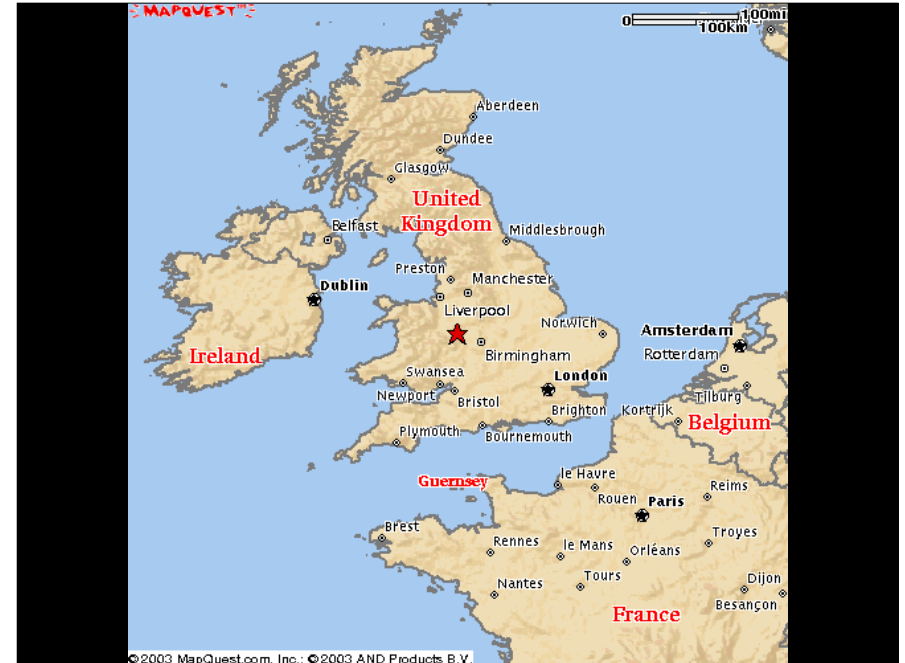 MAPQUEST
0 100mi
100km
Aberdeen
Dundee
Glasgow
United
Kingdom
Belfast
Middlesbrough
Preston
Manchester
Dublin
Liverpool
Norwich
Amsterdam
Ireland
Birmingham
Rotterdam
Swansea
London
Newport
Bristol
Tilburg
Brighton
Kortrijk
Belgium
Plymouth
Bournemouth
Guernsey
le Havre
Reims
Rouen
Paris
Brest
Troyes
Rennes
le Mans
Orléans
Nantes
Tours
Dijon
Besançon
France
©2003 MapQuest.com, Inc.; ©2003 AND Products B.V.